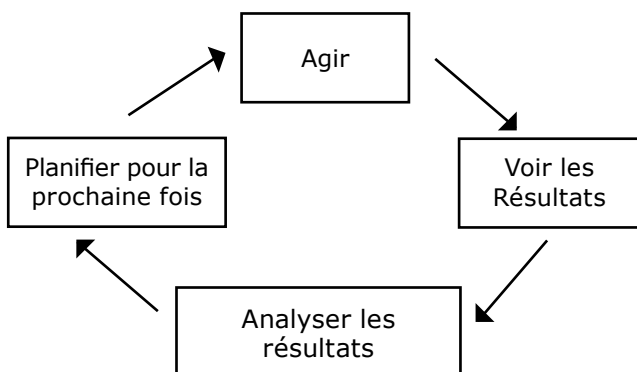 Agir
Planifier pour la
prochaine fois
Voir les
Résultats
Analyser les
résultats